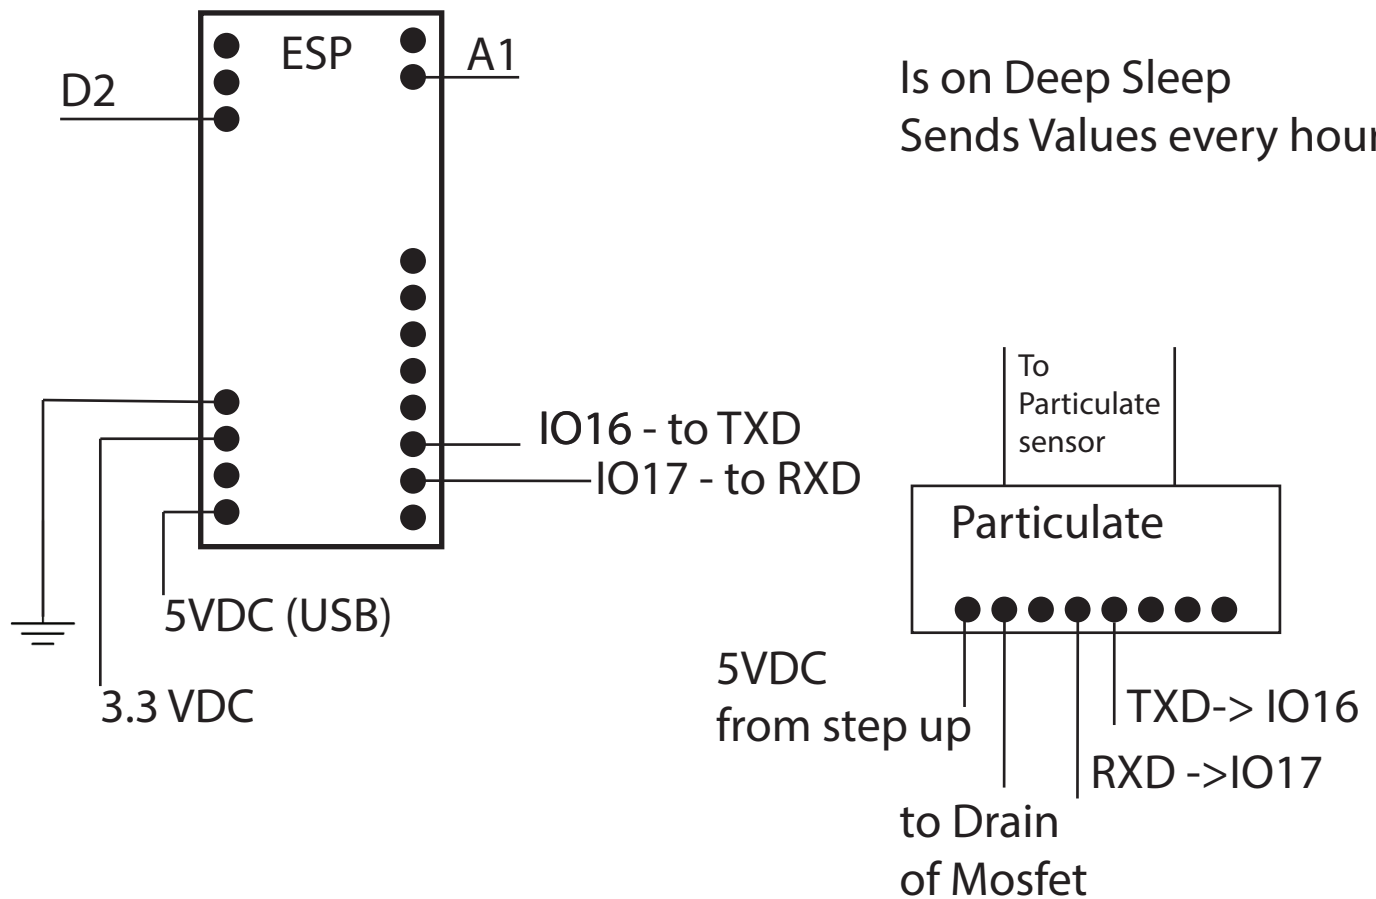 ESP
A1
D2
Is on Deep Sleep
Sends Values every hour
To
Particulate
sensor
IO16 - to TXD
IO17 - to RXD
Particulate
5VDC (USB)
3.3 VDC
5VDC
from step up
TXD-> IO16
RXD ->IO17
to Drain
of Mosfet